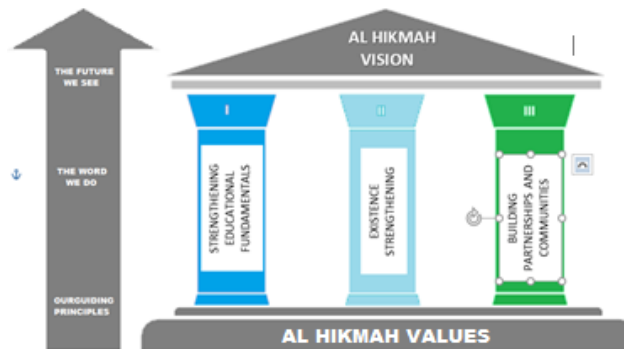 THE FUTURE
WE SEE
THE WORD
WE DO
OURGUIDING
PRINCIPLES
AL HIKMAH
VISION
I
II
III
STRENGTHENING
EDUCATIONAL
FUNDAMENTALS
EXISTENCE
STRENGTHENING
BUILDING
PARTNERSHIPS AND
COMMUNITIES
AL HIKMAH VALUES